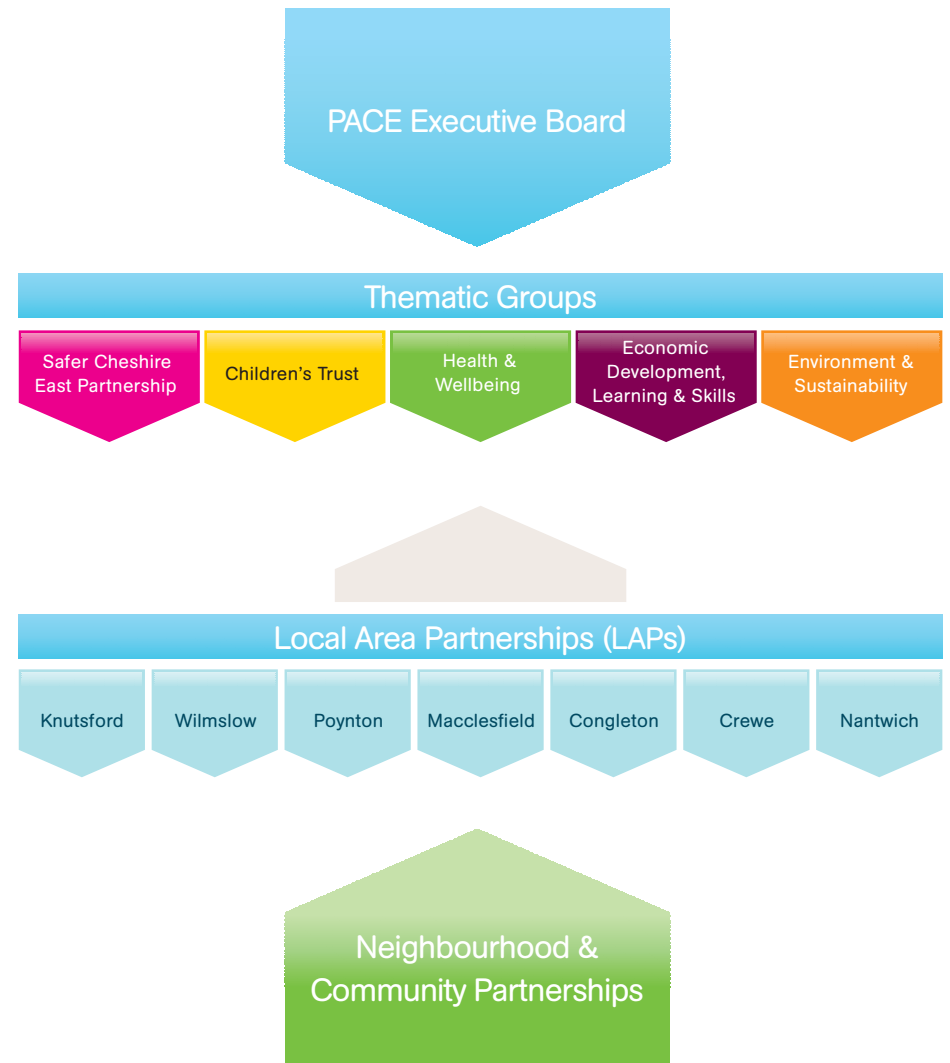 PACE Executive Board
Thematic Groups
Safer Cheshire
East Partnership
Children's Trust
Health &
Wellbeing
Economic
Development,
Learning & Skills
Environment &
Sustainability
Local Area Partnerships (LAPs)
Knutsford
Wilmslow
Poynton
Macclesfield
Congleton
Crewe
Nantwich
Neighbourhood &
Community Partnerships